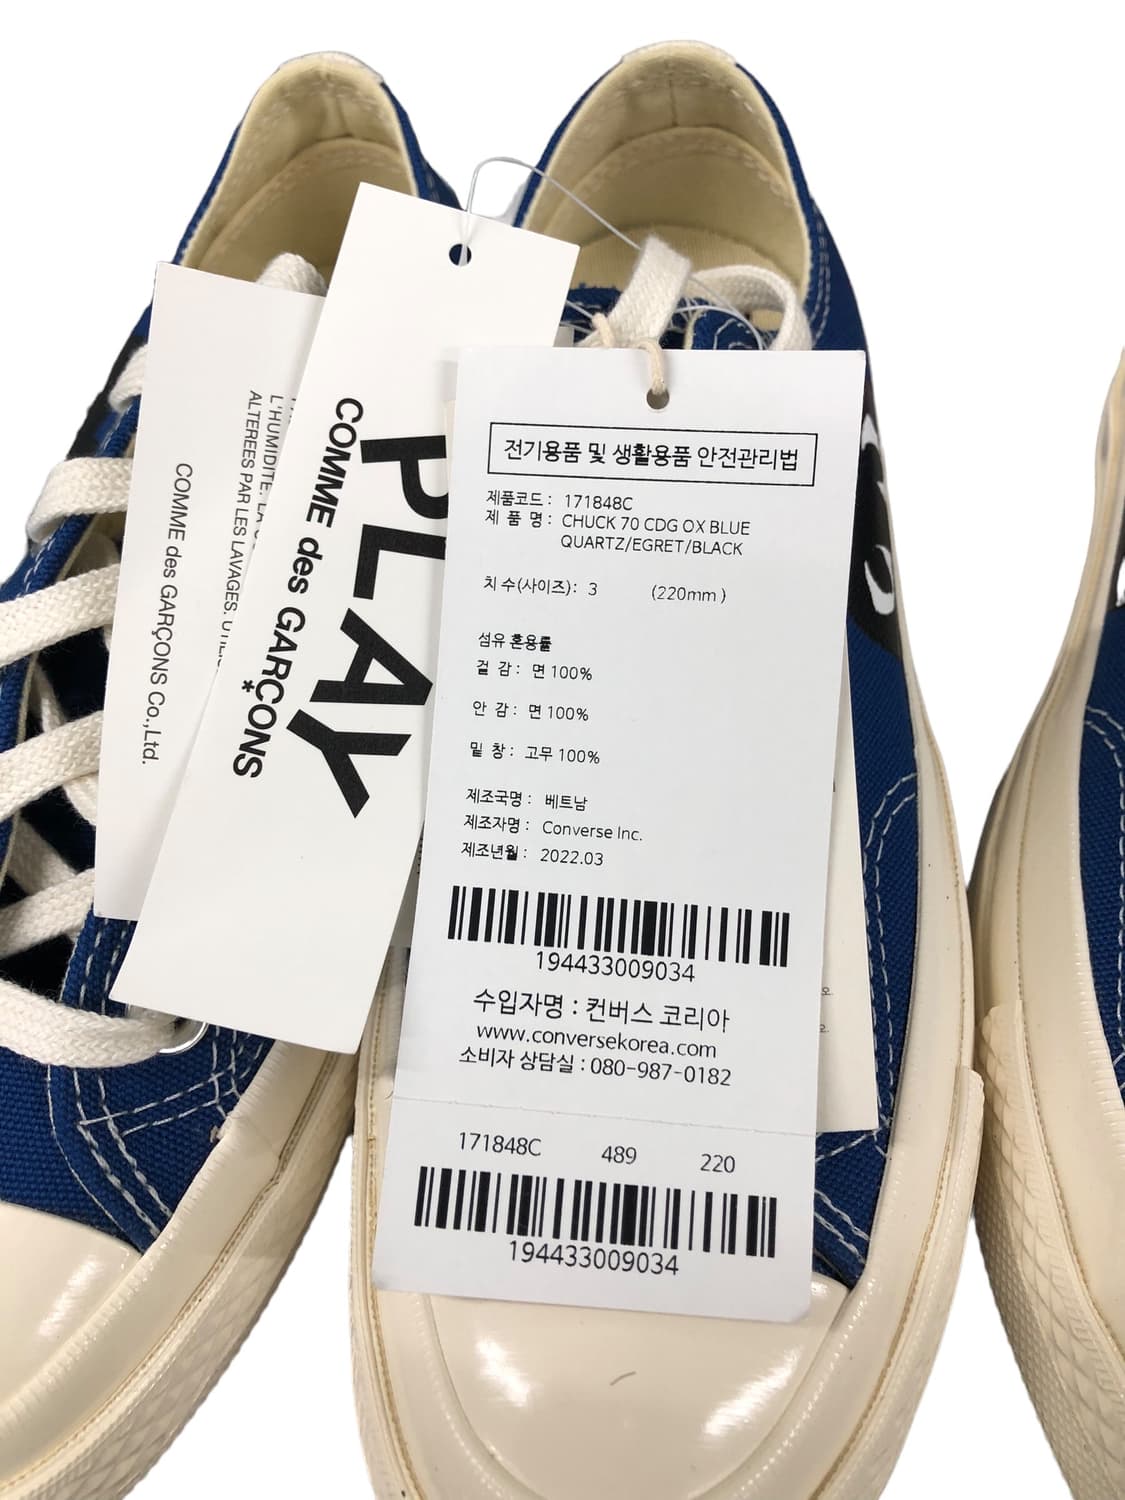 L'HUMIDITE. LA
ALTEREES PAR LES LAVAGES.
COMME des GARÇONS Co.,Ltd.
PLAY
COMME des GARÇONS
*
전기용품 및 생활용품 안전관리법
제품코드 : 171848C
제 품 명 : CHUCK 70 CDG OX BLUE
QUARTZ/EGRET/BLACK
치 수(사이즈) : 3 (220mm)
섬유 혼용률
겉 감 : 면 100%
안 감 : 면 100%
밑 창 : 고무 100%
제조국명 : 베트남
제조자명 : Converse Inc.
제조년월 : 2022.03
194433009034
수입자명 : 컨버스 코리아
www.conversekorea.com
소비자 상담실 : 080-987-0182
171848C 489 220
194433009034